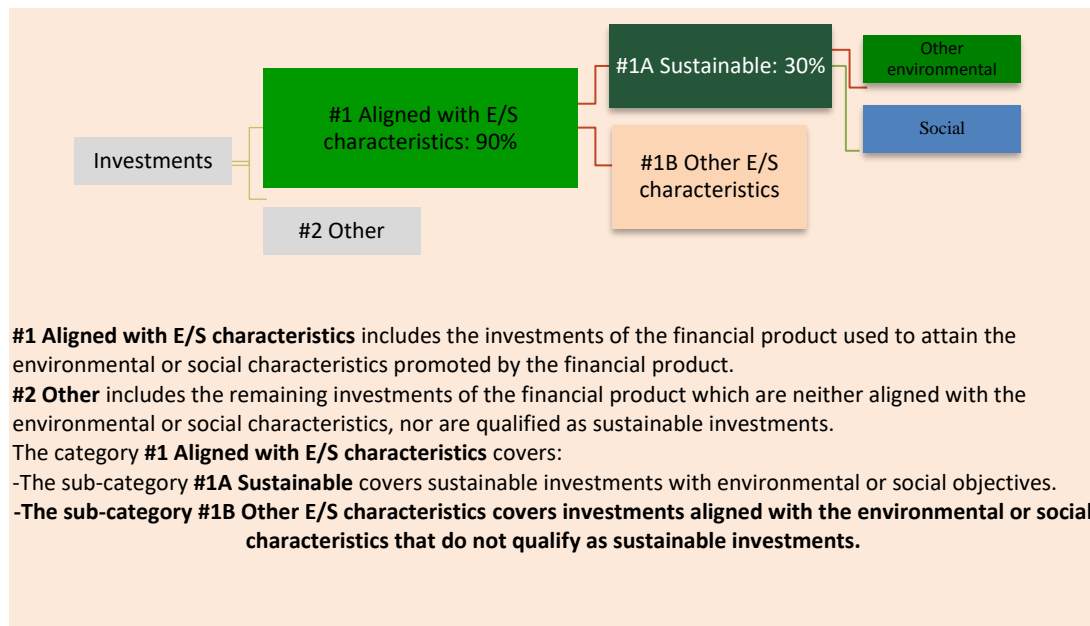 #1A Sustainable: 30%
Other
environmental
#1 Aligned with E/S
characteristics: 90%
Social
Investments
#1B Other E/S
characteristics
#2 Other
#1 Aligned with E/S characteristics includes the investments of the financial product used to attain the
environmental or social characteristics promoted by the financial product.
#2 Other includes the remaining investments of the financial product which are neither aligned with the
environmental or social characteristics, nor are qualified as sustainable investments.
The category #1 Aligned with E/S characteristics covers:
-The sub-category #1A Sustainable covers sustainable investments with environmental or social objectives.
-The sub-category #1B Other E/S characteristics covers investments aligned with the environmental or social
characteristics that do not qualify as sustainable investments.